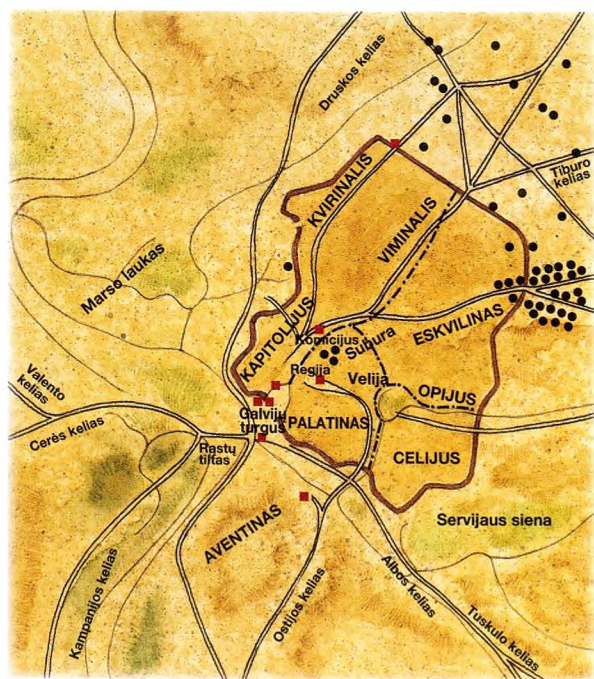 Druskos kelias
Tiburo
kelias
KVIRINALIS
VIMINALIS
Marso laukas
KAPITOLIJUS
ESKVILINAS
Komicijus
Subura
Regija
Velija
OPIJUS
Valento
kelias
Cerės kelias
Galvijų
turgus
PALATINAS
Rąstų
tiltas
CELIJUS
Servijaus siena
AVENTINAS
Kampanijos kelias
Ostijos kelias
Albos kelias
Tuskulo kelias